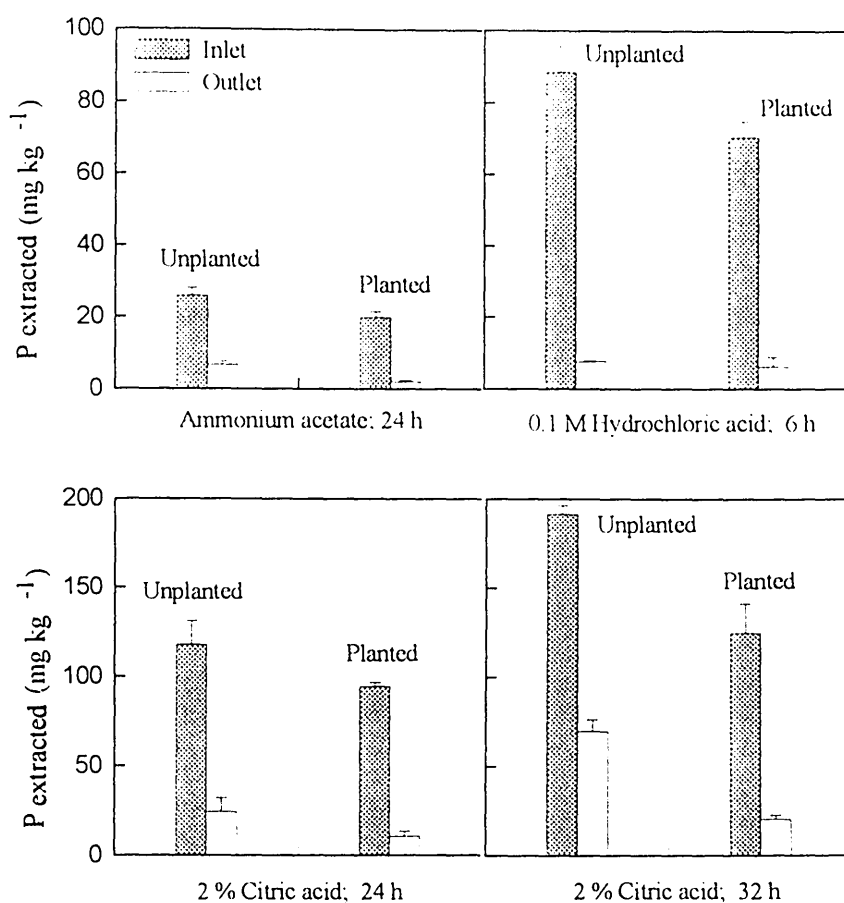 100
80
60
40
20
0
P extracted (mg kg -1)
Inlet
Outlet
Unplanted
Planted
Unplanted
Planted
Ammonium acetate; 24 h
0.1 M Hydrochloric acid; 6 h
200
150
100
50
0
P extracted (mg kg -1)
Unplanted
Planted
Unplanted
Planted
2 % Citric acid; 24 h
2 % Citric acid; 32 h